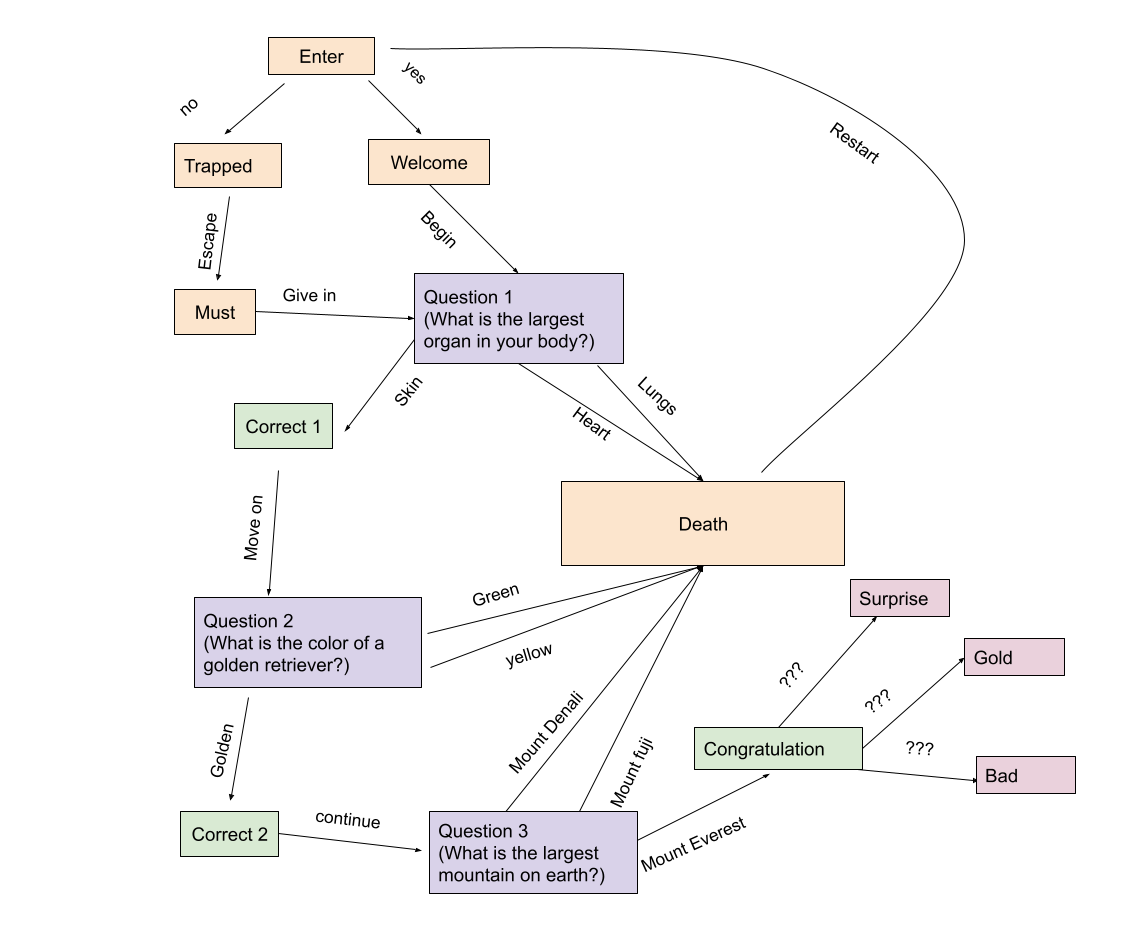 Enter
yes
no
Restart
Trapped
Welcome
Escape
Begin
Must
Give in
Question 1
(What is the largest
organ in your body?)
Skin
Lungs
Heart
Correct 1
Move on
Death
Green
yellow
Question 2
(What is the color of a
golden retriever?)
Surprise
Gold
???
???
???
Golden
Mount Denali
Mount fuji
Congratulation
Bad
Correct 2
continue
Question 3
(What is the largest
mountain on earth?)
Mount Everest